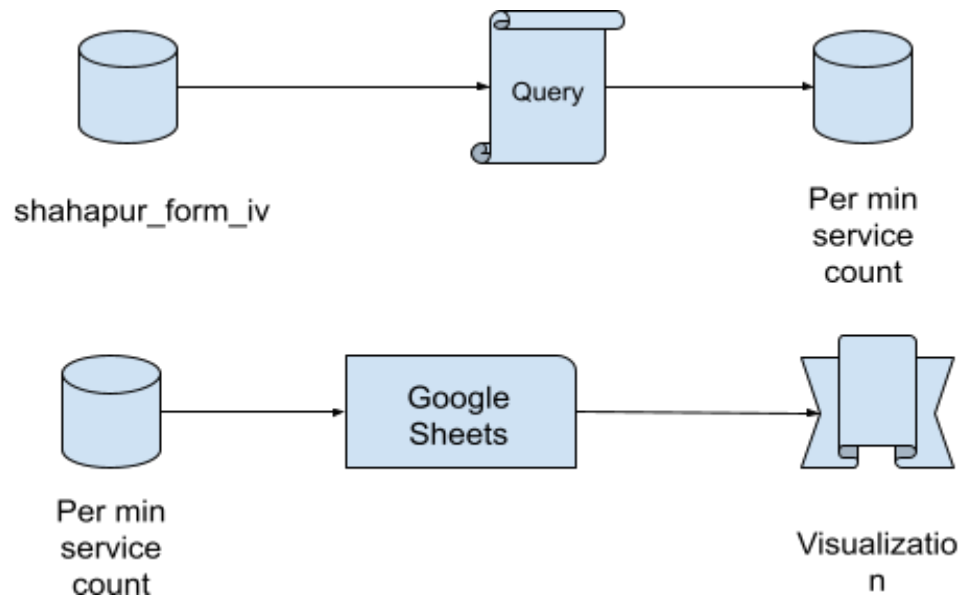 Query
shahapur_form_iv
Per min
service
count
Google
Sheets
Per min
service
count
Visualizatio
n